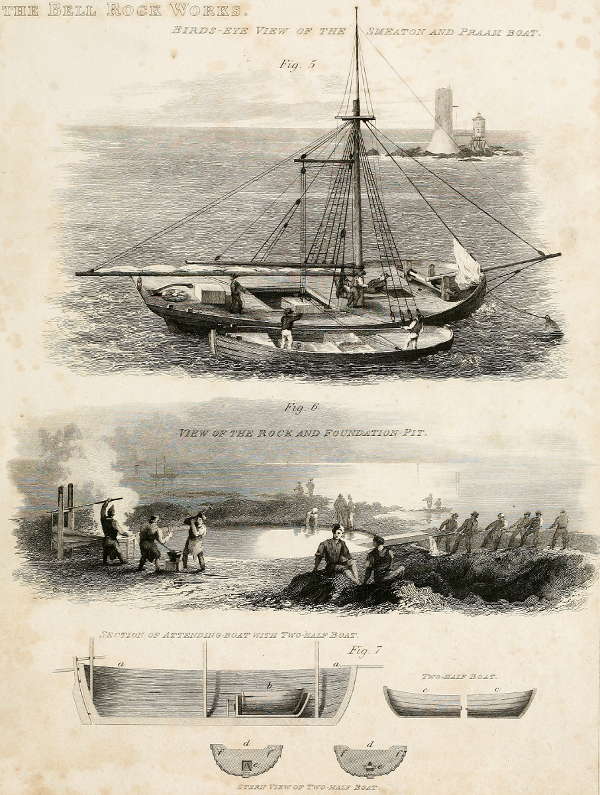 THE BELL ROCK WORKS.
BIRDS-EYE VIEW OF THE SMEATON AND PRAAM BOAT.
Fig. 5
Fig. 6
VIEW OF THE ROCK AND FOUNDATION-PIT.
SECTION OF ATTENDING-BOAT WITH TWO-HALF BOAT.
Fig. 7
a
a
b
TWO-HALF BOAT.
c c
d d
f f f f
e e
STERN VIEW OF TWO-HALF BOAT.